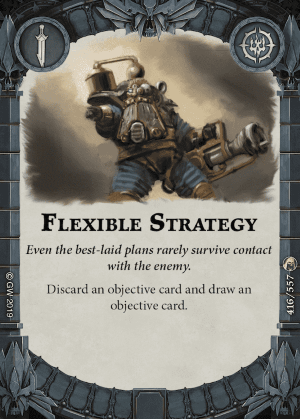 FLEXIBLE STRATEGY
Even the best-laid plans rarely survive contact
with the enemy.
Discard an objective card and draw an
objective card.
© GW 2019
416/557